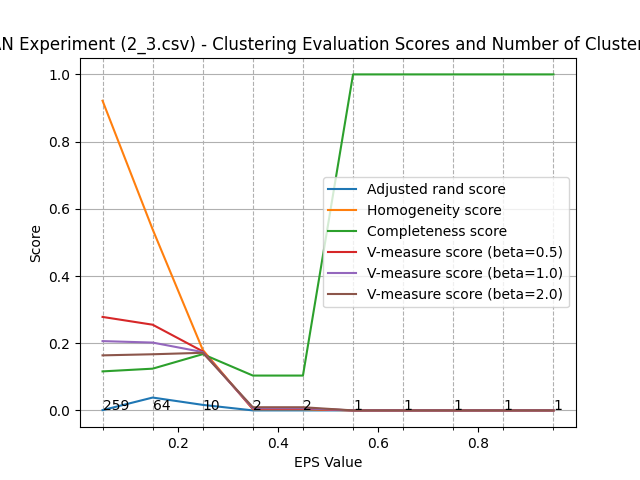 AN Experiment (2_3.csv) - Clustering Evaluation Scores and Number of Cluster
1.0
0.8
0.6
0.4
0.2
0.0
Score
Adjusted rand score
Homogeneity score
Completeness score
V-measure score (beta=0.5)
V-measure score (beta=1.0)
V-measure score (beta=2.0)
259 64 10 2 2 1 1 1 1 1
0.2 0.4 0.6 0.8
EPS Value